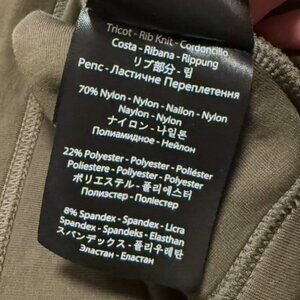 Tricot - Rib Knit - Cordoncillo
Costa - Ribana - Rippung
リブ部分 - 립
Репс - Ластичне Переплетення
70% Nylon - Nylon - Nailon - Nylon
Naylon - Nylon
ナイロン - 나일론
Полиамидное - Нейлон
22% Polyester - Polyester - Poliéster
Poliestere - Polyester - Polyester
ポリエステル - 폴리에스터
Полиэстер - Поліестер
8% Spandex - Spandex - Licra
Spandex - Spandeks - Elasthan
スパンデックス - 폴리우레탄
Эластан - Еластан